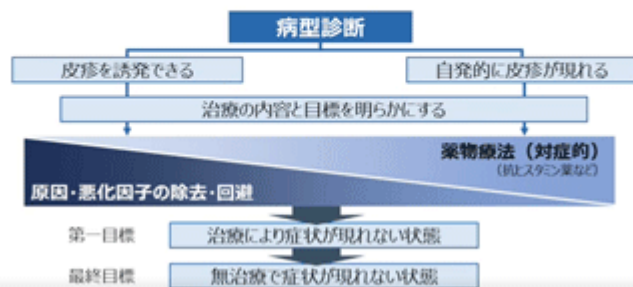 病型診断
皮疹を誘発できる
自発的に皮疹が現れる
治療の内容と目標を明らかにする
薬物療法（対症的）
（抗ヒスタミン薬など）
原因・悪化因子の除去・回避
第一目標
治療により症状が現れない状態
最終目標
無治療で症状が現れない状態